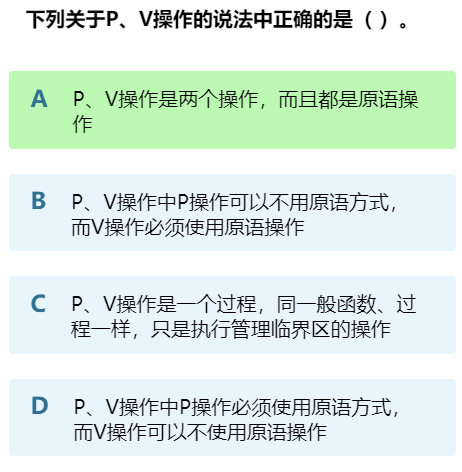 下列关于P、V操作的说法中正确的是（ ）。
A P、V操作是两个操作，而且都是原语操
作
B P、V操作中P操作可以不用原语方式，
而V操作必须使用原语操作
C P、V操作是一个过程，同一般函数、过
程一样，只是执行管理临界区的操作
D P、V操作中P操作必须使用原语方式，
而V操作可以不使用原语操作